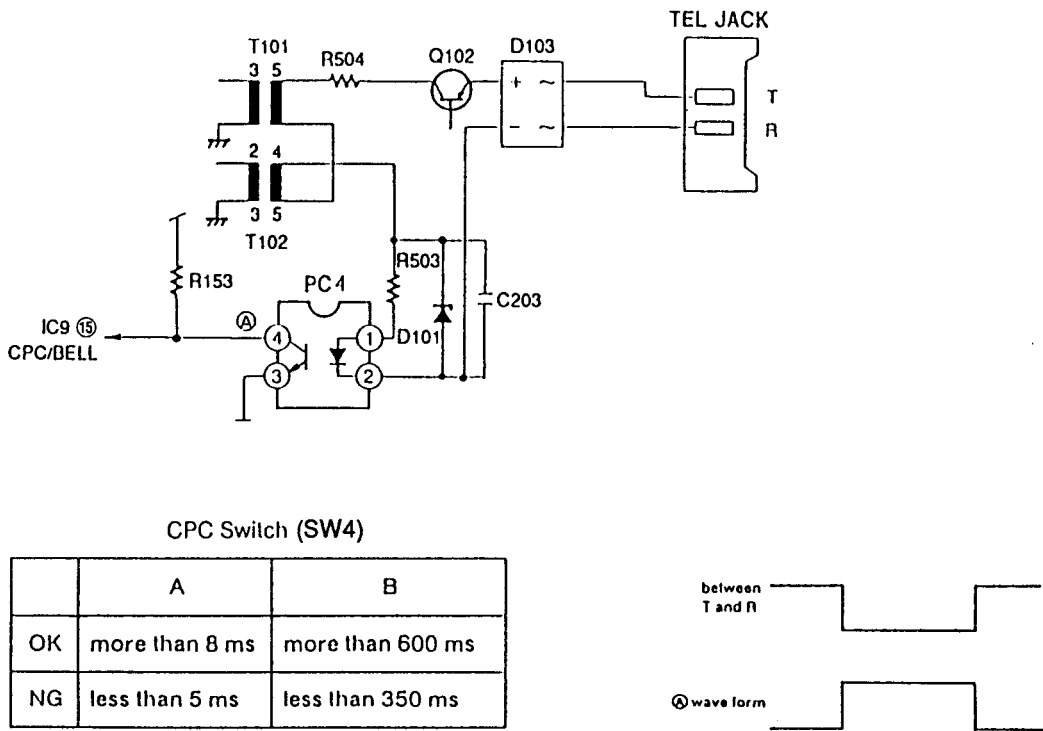 TEL JACK
T101
3 5
R504
Q102
D103
+ ~
- ~
T
R
2 4
3 5
T102
R153
PC4
R503
C203
D101
IC9 ⑮
CPC/BELL
Ⓐ
④ ①
③ ②
CPC Switch (SW4)
A B
OK more than 8 ms more than 600 ms
NG less than 5 ms less than 350 ms
between
T and R
Ⓐ wave form